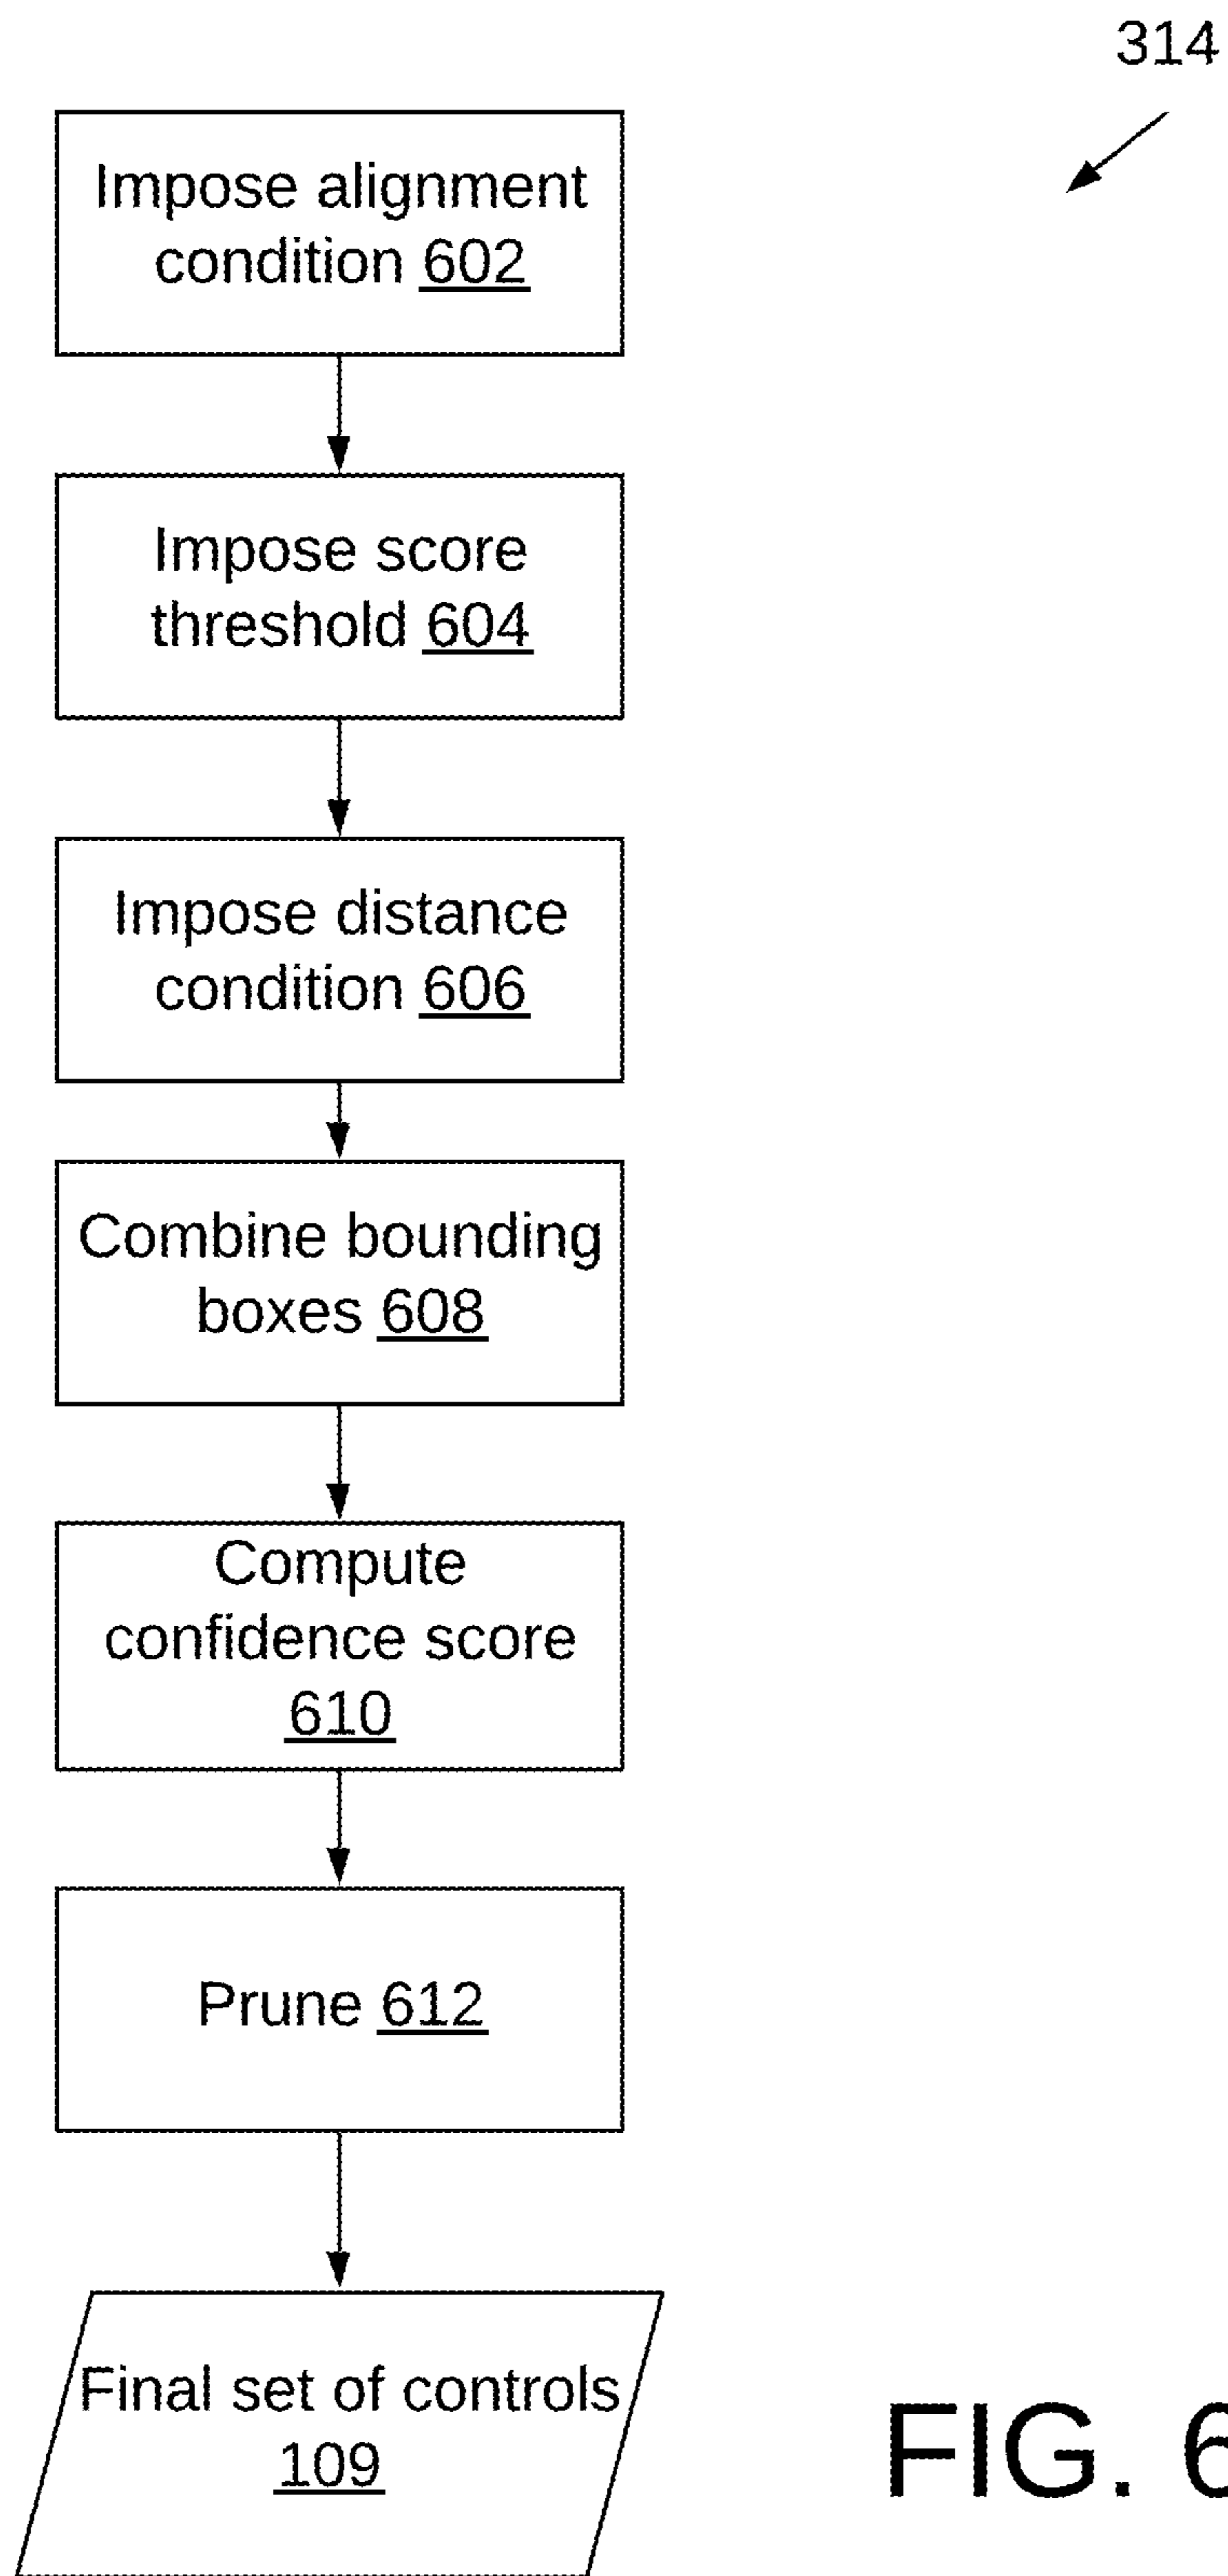 314
Impose alignment
condition 602
Impose score
threshold 604
Impose distance
condition 606
Combine bounding
boxes 608
Compute
confidence score
610
Prune 612
Final set of controls
109
FIG. 6